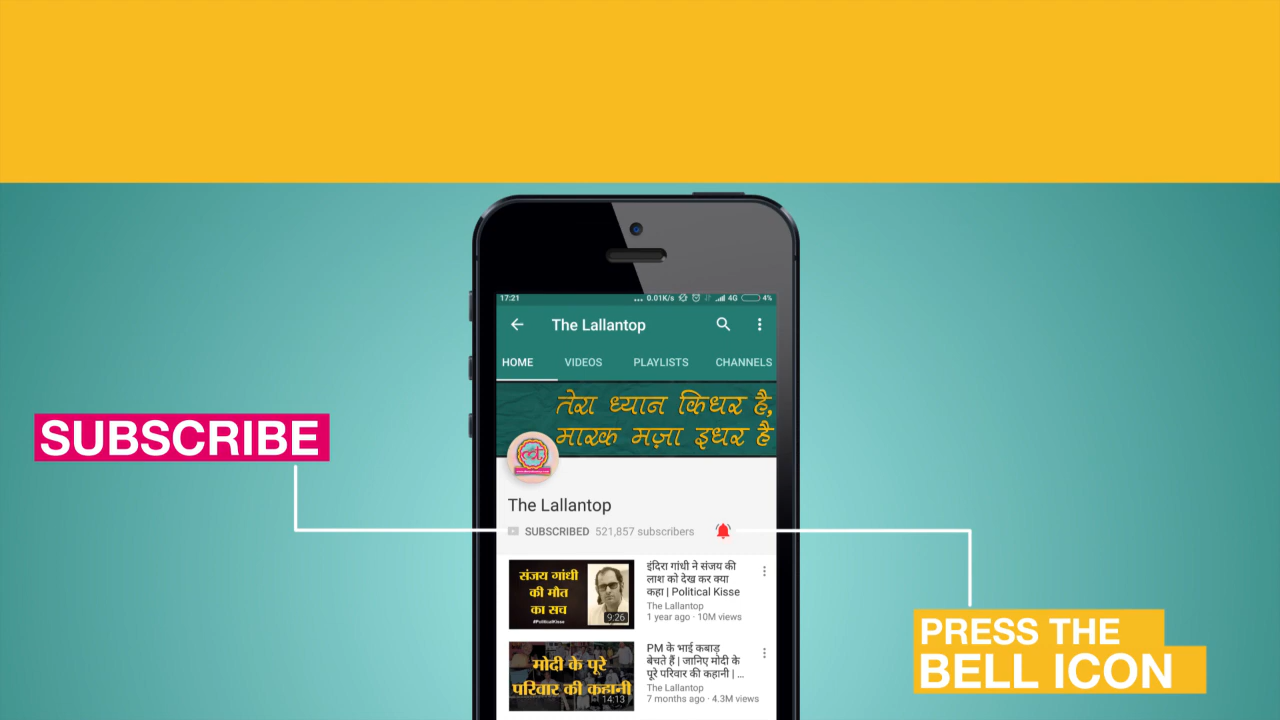 17:21 ... 0.01K/s 4G 4%
The Lallantop
HOME VIDEOS PLAYLISTS CHANNELS
तेरा ध्यान किधर है,
मारक मज़ा इधर है
SUBSCRIBE
The Lallantop
SUBSCRIBED 521,857 subscribers
संजय गांधी
की मौत
का सच
#PoliticalKisse
9:26
इंदिरा गांधी ने संजय की
लाश को देख कर क्या
कहा | Political Kisse
The Lallantop
1 year ago · 10M views
PRESS THE
BELL ICON
मोदी के पूरे
परिवार की कहानी
14:13
PM के भाई कबाड़
बेचते हैं | जानिए मोदी के
पूरे परिवार की कहानी | ...
The Lallantop
7 months ago · 4.3M views